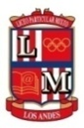 LICEO PARTICULAR MIXTO
L M
LOS ANDES